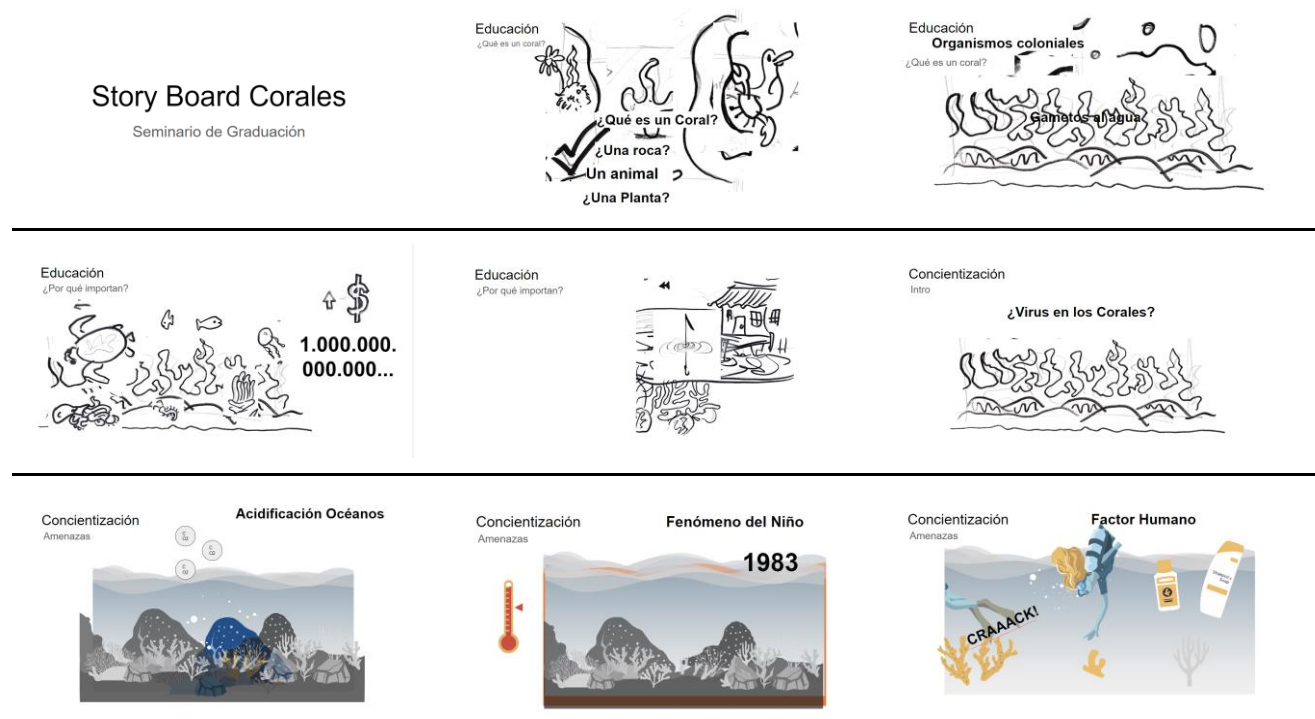 Story Board Corales
Seminario de Graduación
Educación
¿Qué es un coral?
¿Qué es un Coral?
¿Una roca?
Un animal
¿Una Planta?
Educación
Organismos coloniales
¿Qué es un coral?
Gametos al agua
Educación
¿Por qué importan?
$
1.000.000.
000.000...
Educación
¿Por qué importan?
Concientización
Intro
¿Virus en los Corales?
Concientización
Amenazas
Acidificación Océanos
C
O2
C
O2
C
O2
Concientización
Amenazas
Fenómeno del Niño
1983
Concientización
Amenazas
Factor Humano
CRAAACK!